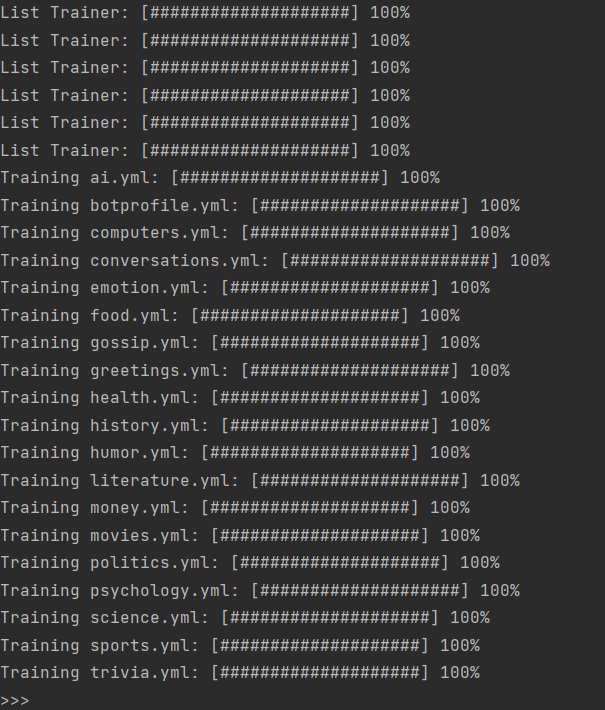 List Trainer: [####################] 100%
List Trainer: [####################] 100%
List Trainer: [####################] 100%
List Trainer: [####################] 100%
List Trainer: [####################] 100%
List Trainer: [####################] 100%
Training ai.yml: [####################] 100%
Training botprofile.yml: [####################] 100%
Training computers.yml: [####################] 100%
Training conversations.yml: [####################] 100%
Training emotion.yml: [####################] 100%
Training food.yml: [####################] 100%
Training gossip.yml: [####################] 100%
Training greetings.yml: [####################] 100%
Training health.yml: [####################] 100%
Training history.yml: [####################] 100%
Training humor.yml: [####################] 100%
Training literature.yml: [####################] 100%
Training money.yml: [####################] 100%
Training movies.yml: [####################] 100%
Training politics.yml: [####################] 100%
Training psychology.yml: [####################] 100%
Training science.yml: [####################] 100%
Training sports.yml: [####################] 100%
Training trivia.yml: [####################] 100%
>>>